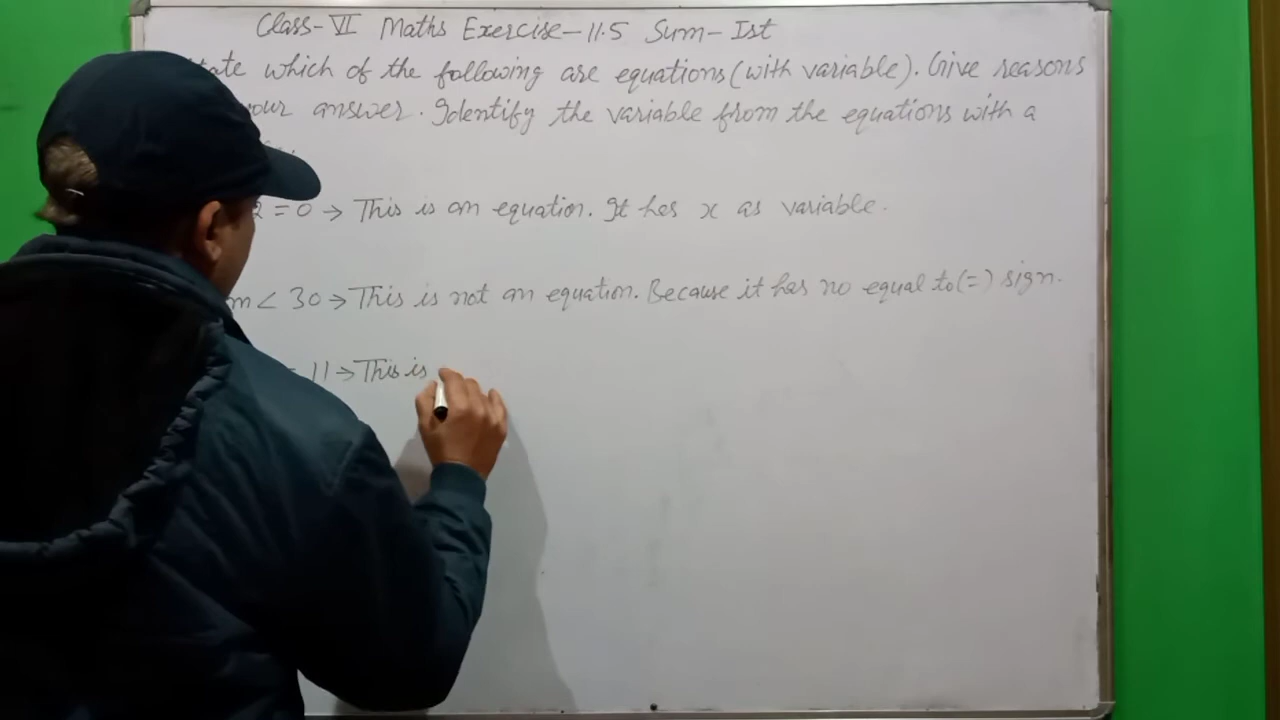 Class-VI Maths Exercise-11.5 Sum-Ist
tate which of the following are equations (with variable). Give reasons
our answer. Identify the variable from the equations with a
2 = 0 → This is an equation. It has x as variable.
m < 30 → This is not an equation. Because it has no equal to (=) sign.
= 11 → This is